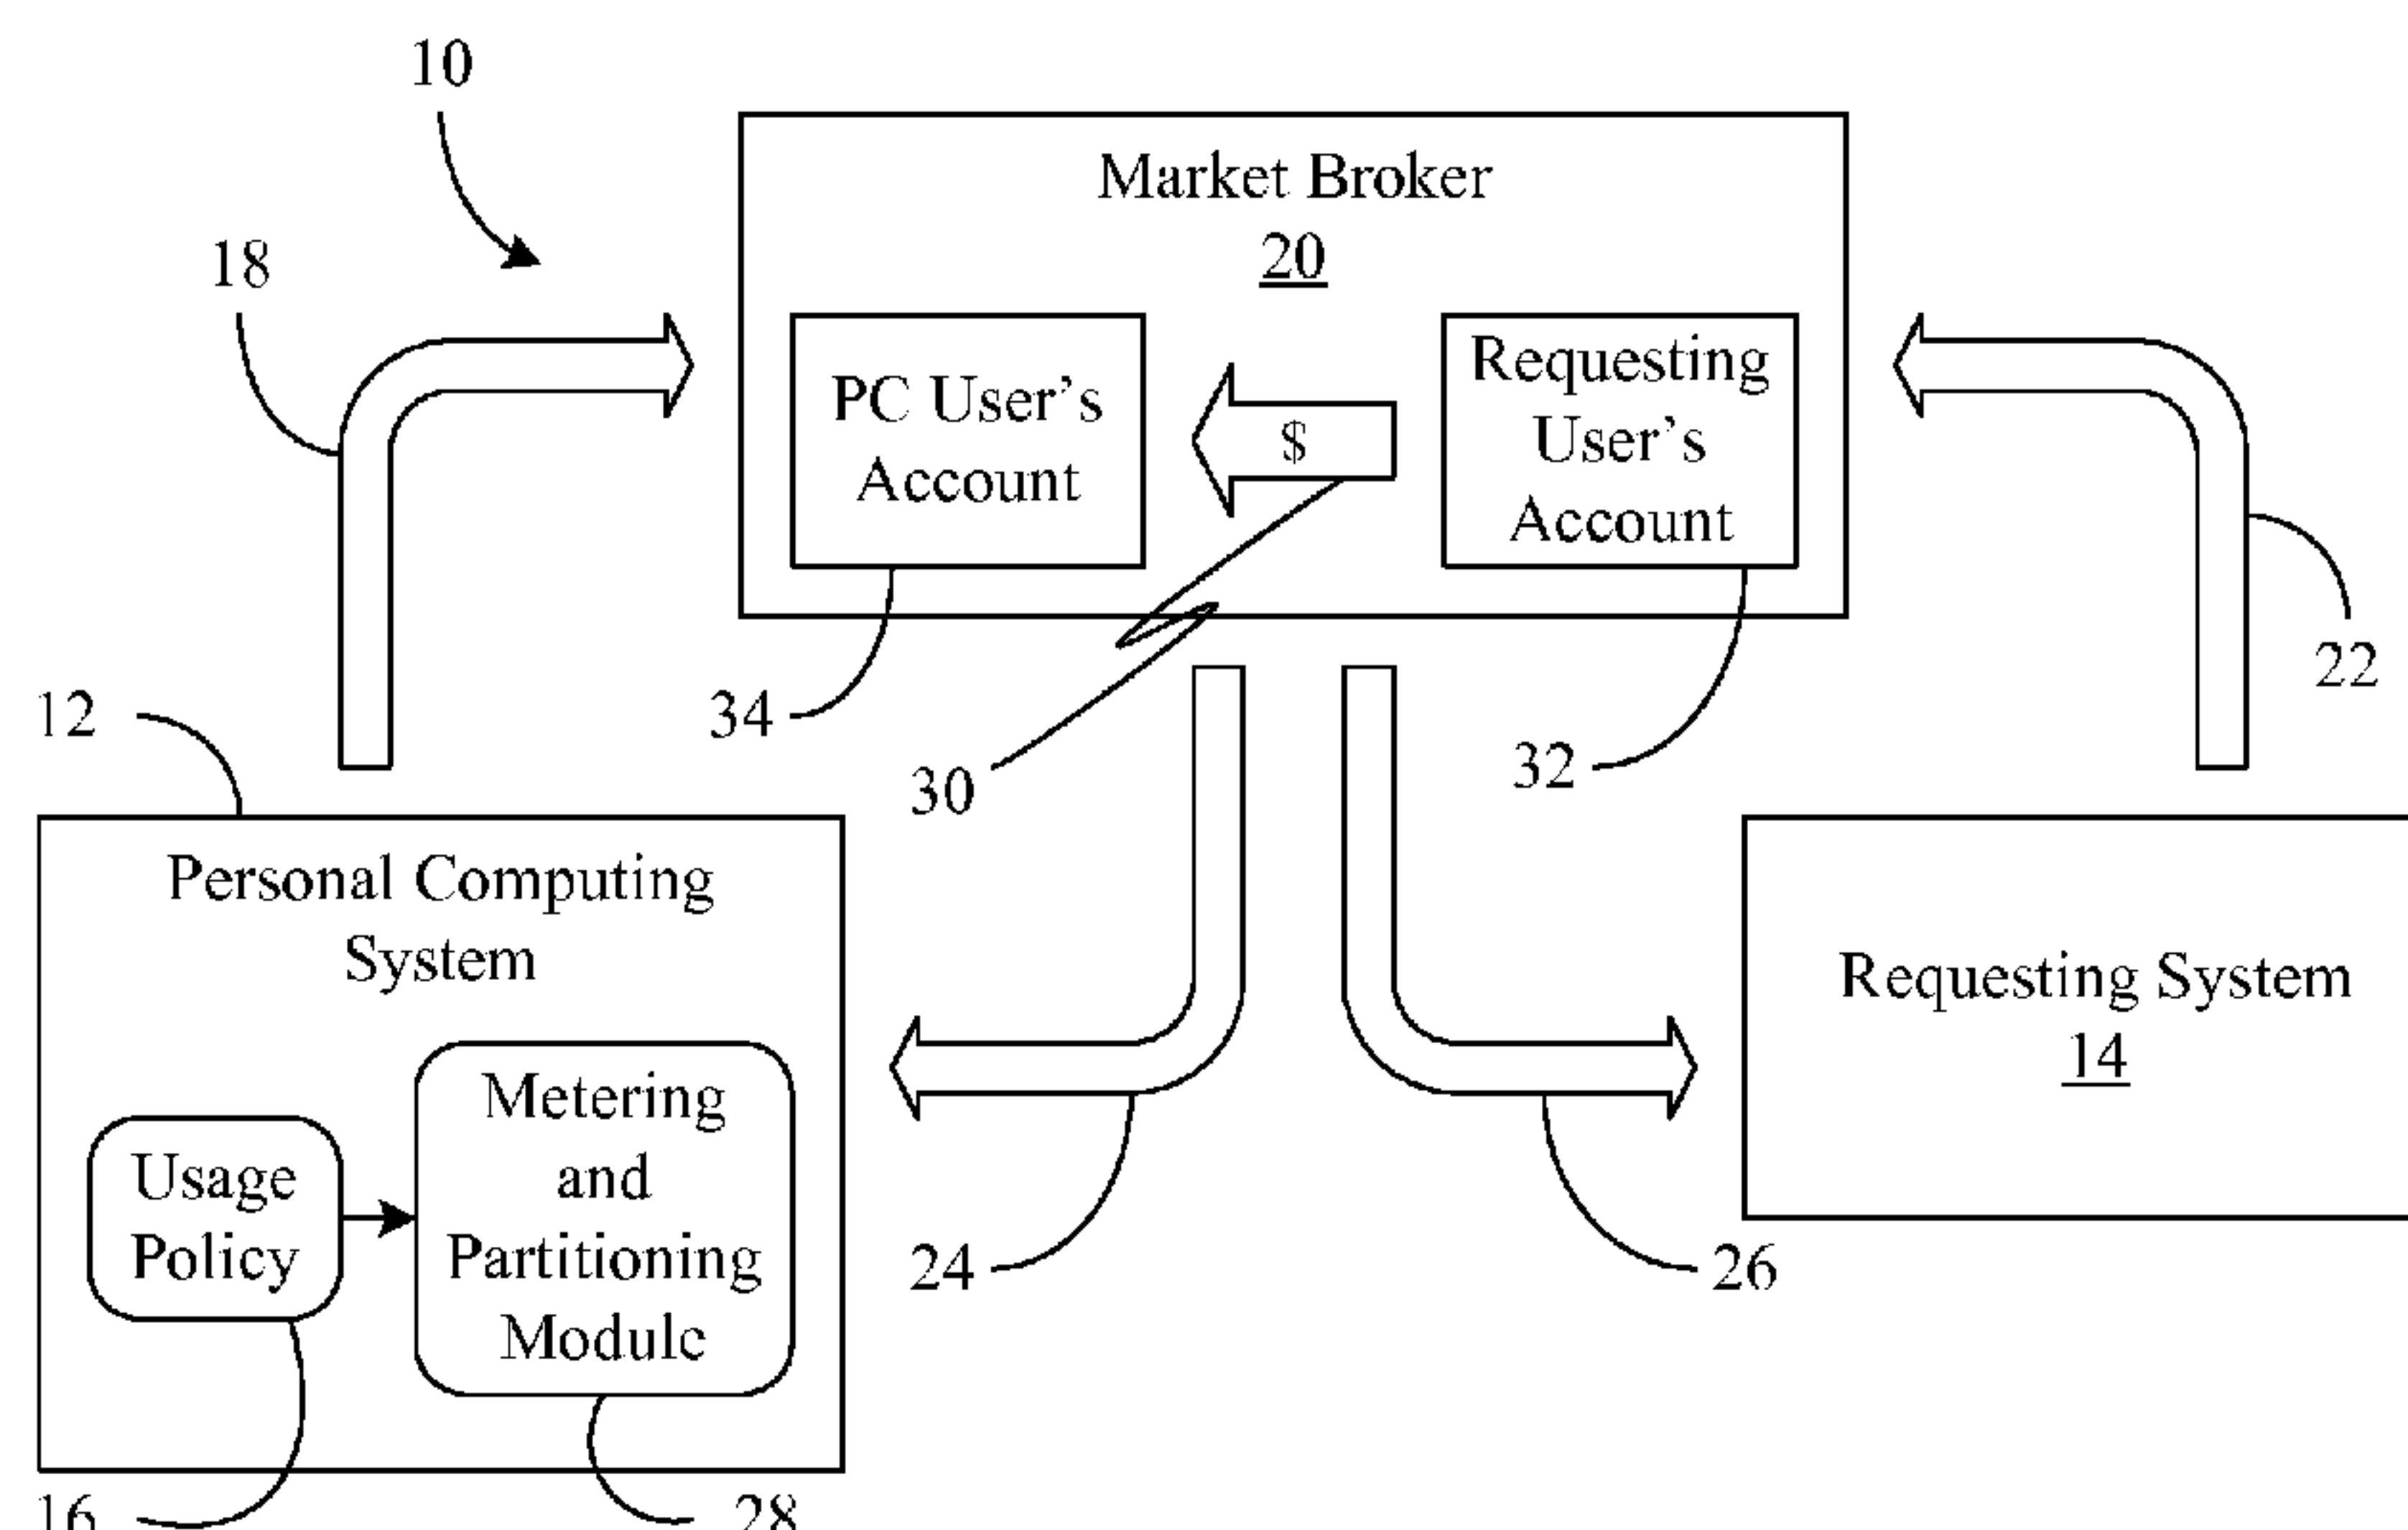 10
Market Broker
20
18
PC User's
Account
$
Requesting
User's
Account
22
12
34
30
32
Personal Computing
System
Requesting System
14
Usage
Policy
Metering
and
Partitioning
Module
24
26
16
28